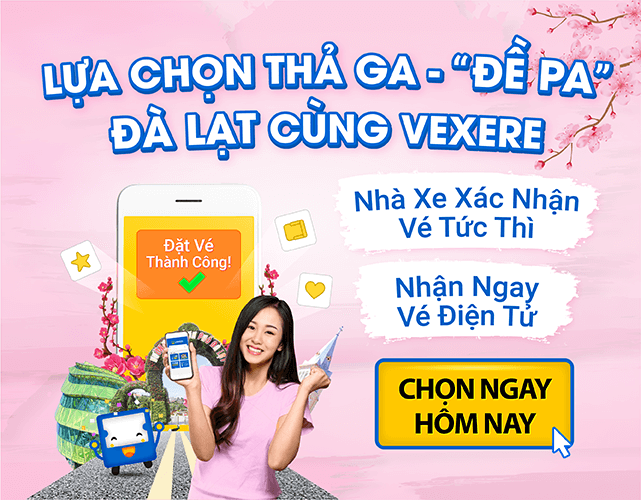 LỰA CHỌN THẢ GA - “ĐỀ PA”
ĐÀ LẠT CÙNG VEXERE
Nhà Xe Xác Nhận
Vé Tức Thì
Đặt Vé
Thành Công!
Nhận Ngay
Vé Điện Tử
CHỌN NGAY
HÔM NAY